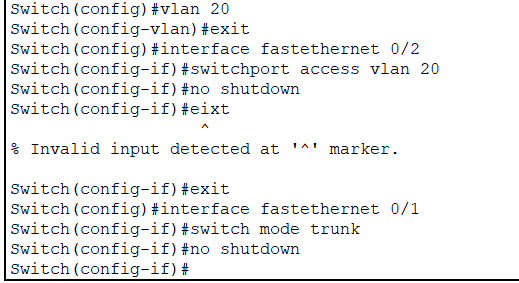 Switch(config)#vlan 20
Switch(config-vlan)#exit
Switch(config)#interface fastethernet 0/2
Switch(config-if)#switchport access vlan 20
Switch(config-if)#no shutdown
Switch(config-if)#eixt
^
% Invalid input detected at '^' marker.
Switch(config-if)#exit
Switch(config)#interface fastethernet 0/1
Switch(config-if)#switch mode trunk
Switch(config-if)#no shutdown
Switch(config-if)#